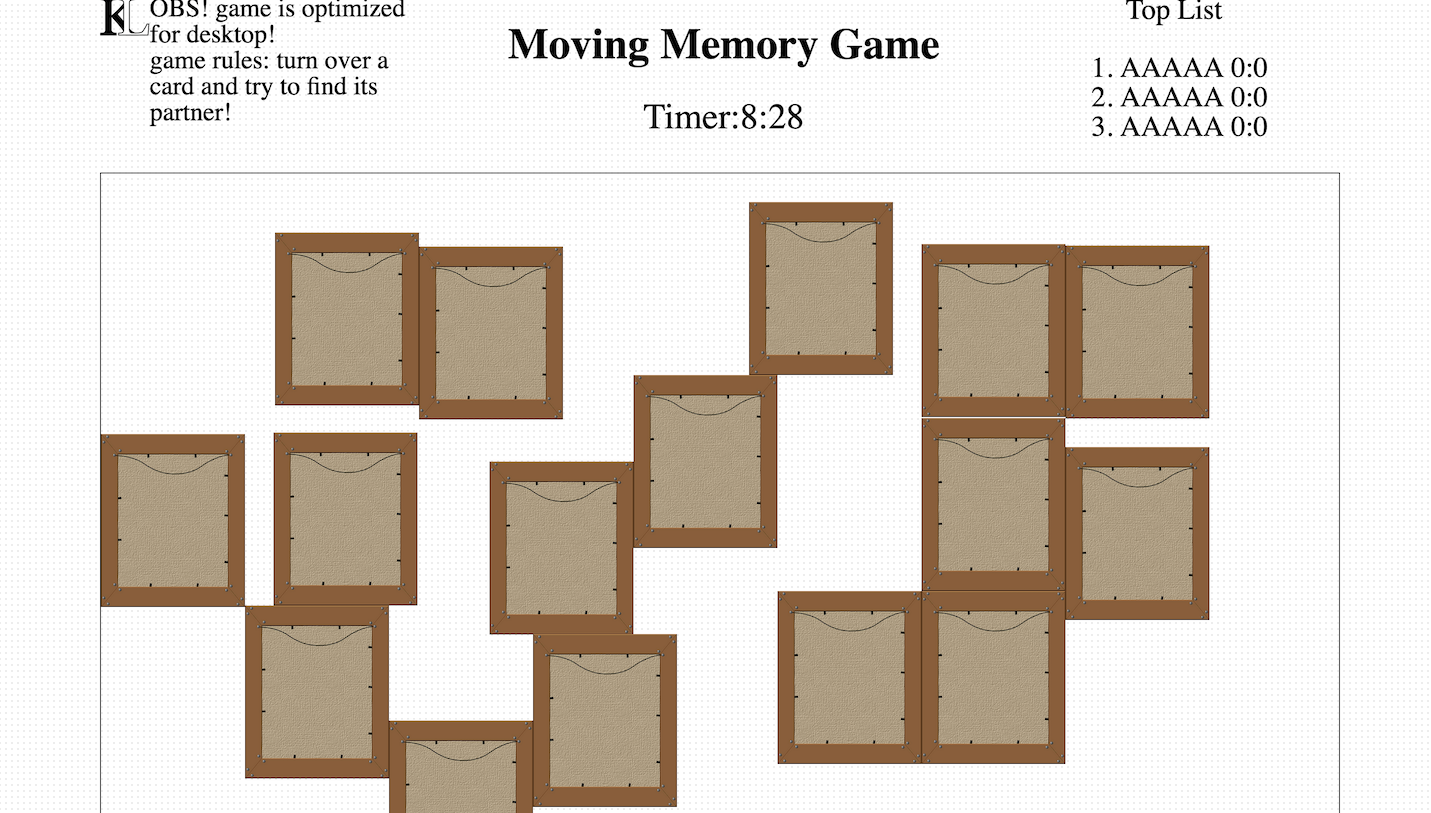 KL
OBS! game is optimized
for desktop!
game rules: turn over a
card and try to find its
partner!
Moving Memory Game
Timer:8:28
Top List
1. AAAAA 0:0
2. AAAAA 0:0
3. AAAAA 0:0